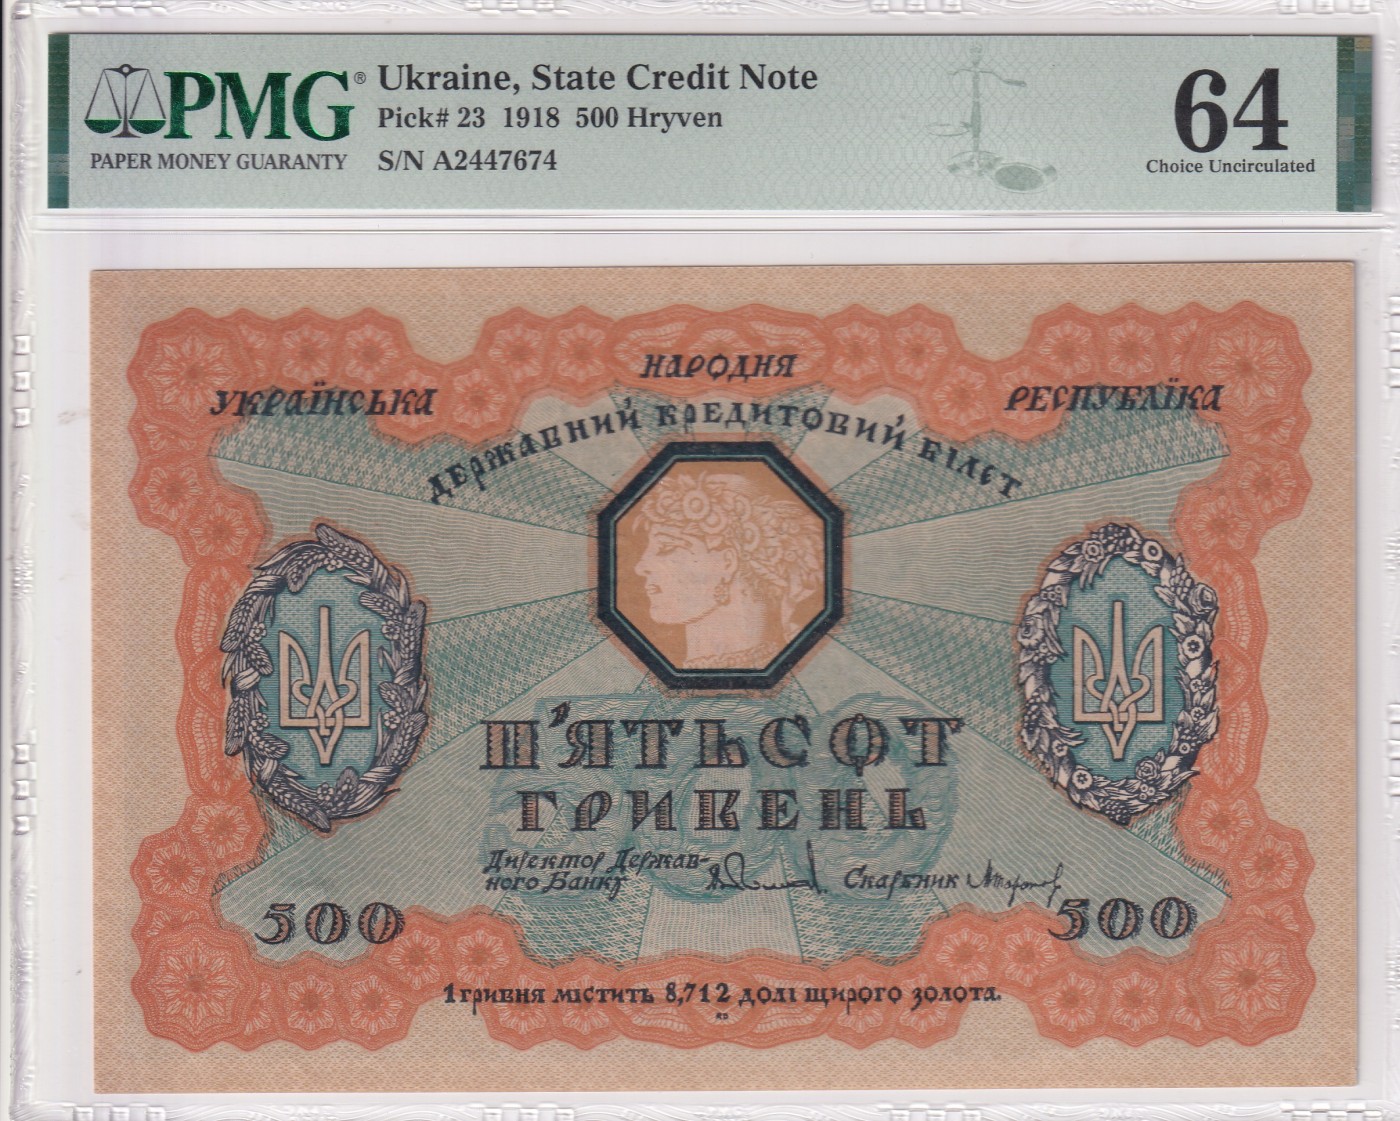 PMG®
PAPER MONEY GUARANTY
Ukraine, State Credit Note
Pick# 23 1918 500 Hryven
S/N A2447674
64
Choice Uncirculated
УКРАЇНСЬКА НАРОДНЯ РЕСПУБЛЇКА
ДЕРЖАВНИЙ КРЕДИТОВИЙ БІЛЄТ
500
П'ЯТЬСОТ
ГРИВЕНЬ
Директор Держав-
ного Банку
Скарбник
500 500
1 гривня містить 8,712 долі щирого золота.